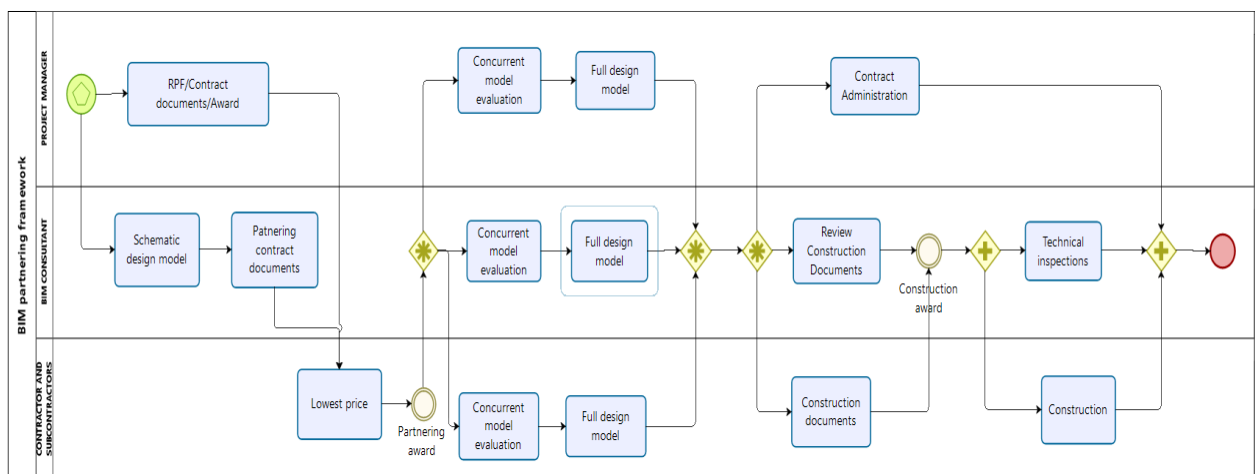 BIM partnering framework
PROJECT MANAGER
RPF/Contract
documents/Award
Concurrent
model
evaluation
Full design
model
Contract
Administration
BIM CONSULTANT
Schematic
design model
Patnering
contract
documents
Concurrent
model
evaluation
Full design
model
Review
Construction
Documents
Construction
award
Technical
inspections
CONTRACTOR AND
SUBCONTRACTORS
Lowest price
Partnering
award
Concurrent
model
evaluation
Full design
model
Construction
documents
Construction